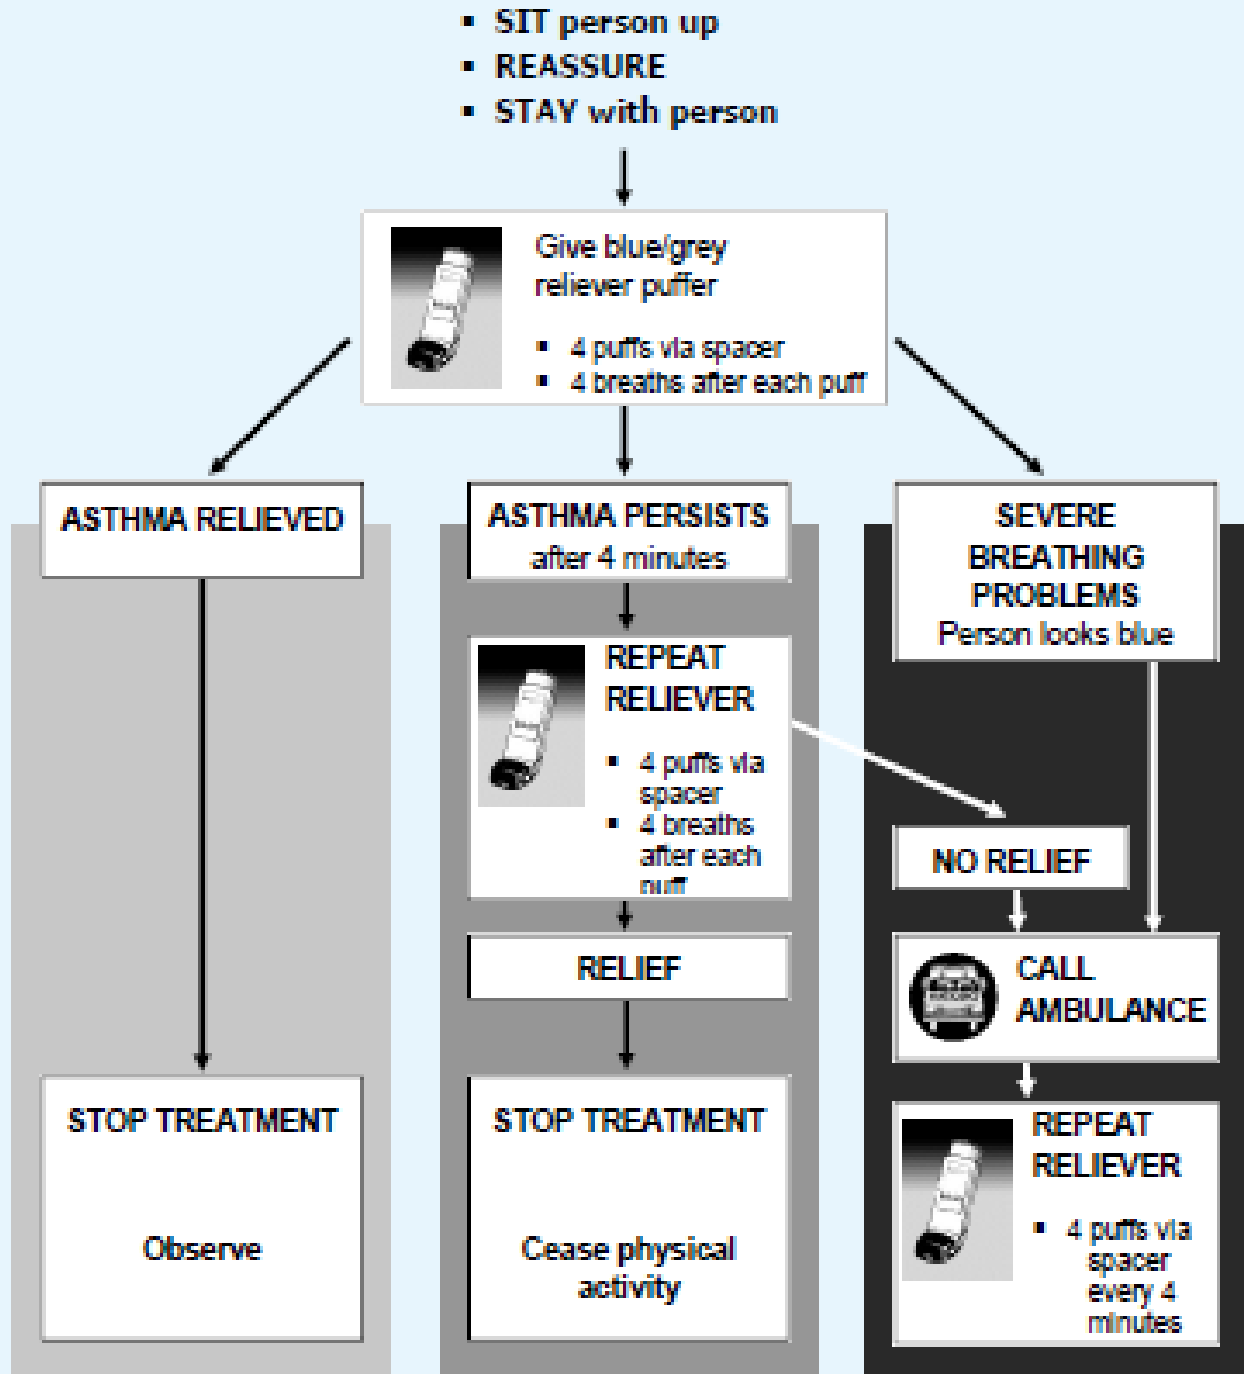 ▪ SIT person up
▪ REASSURE
▪ STAY with person
Give blue/grey
reliever puffer
▪ 4 puffs via spacer
▪ 4 breaths after each puff
ASTHMA RELIEVED
ASTHMA PERSISTS
after 4 minutes
SEVERE
BREATHING
PROBLEMS
Person looks blue
REPEAT
RELIEVER
▪ 4 puffs via
spacer
▪ 4 breaths
after each
puff
NO RELIEF
RELIEF
CALL
AMBULANCE
STOP TREATMENT
Observe
STOP TREATMENT
Cease physical
activity
REPEAT
RELIEVER
▪ 4 puffs via
spacer
every 4
minutes